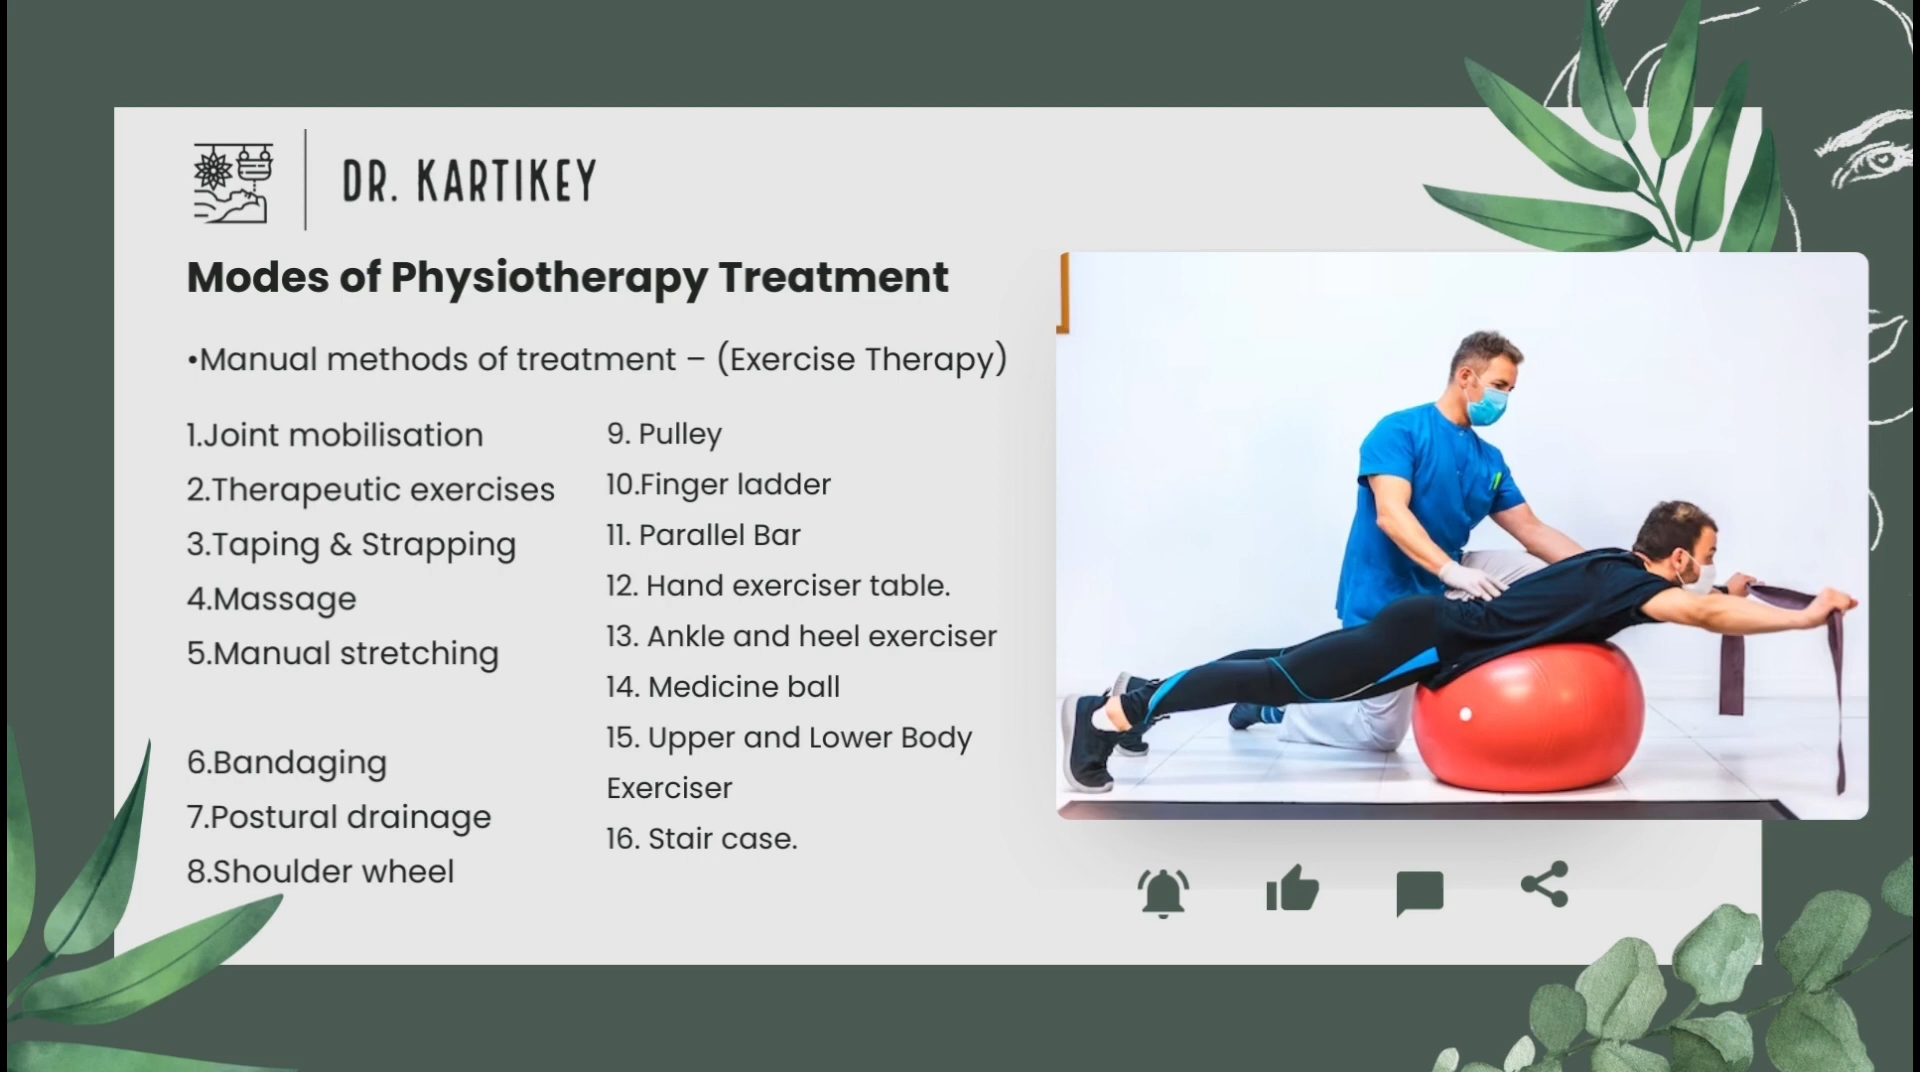 DR. KARTIKEY
Modes of Physiotherapy Treatment
•Manual methods of treatment – (Exercise Therapy)
1.Joint mobilisation
2.Therapeutic exercises
3.Taping & Strapping
4.Massage
5.Manual stretching
6.Bandaging
7.Postural drainage
8.Shoulder wheel
9. Pulley
10.Finger ladder
11. Parallel Bar
12. Hand exerciser table.
13. Ankle and heel exerciser
14. Medicine ball
15. Upper and Lower Body
Exerciser
16. Stair case.